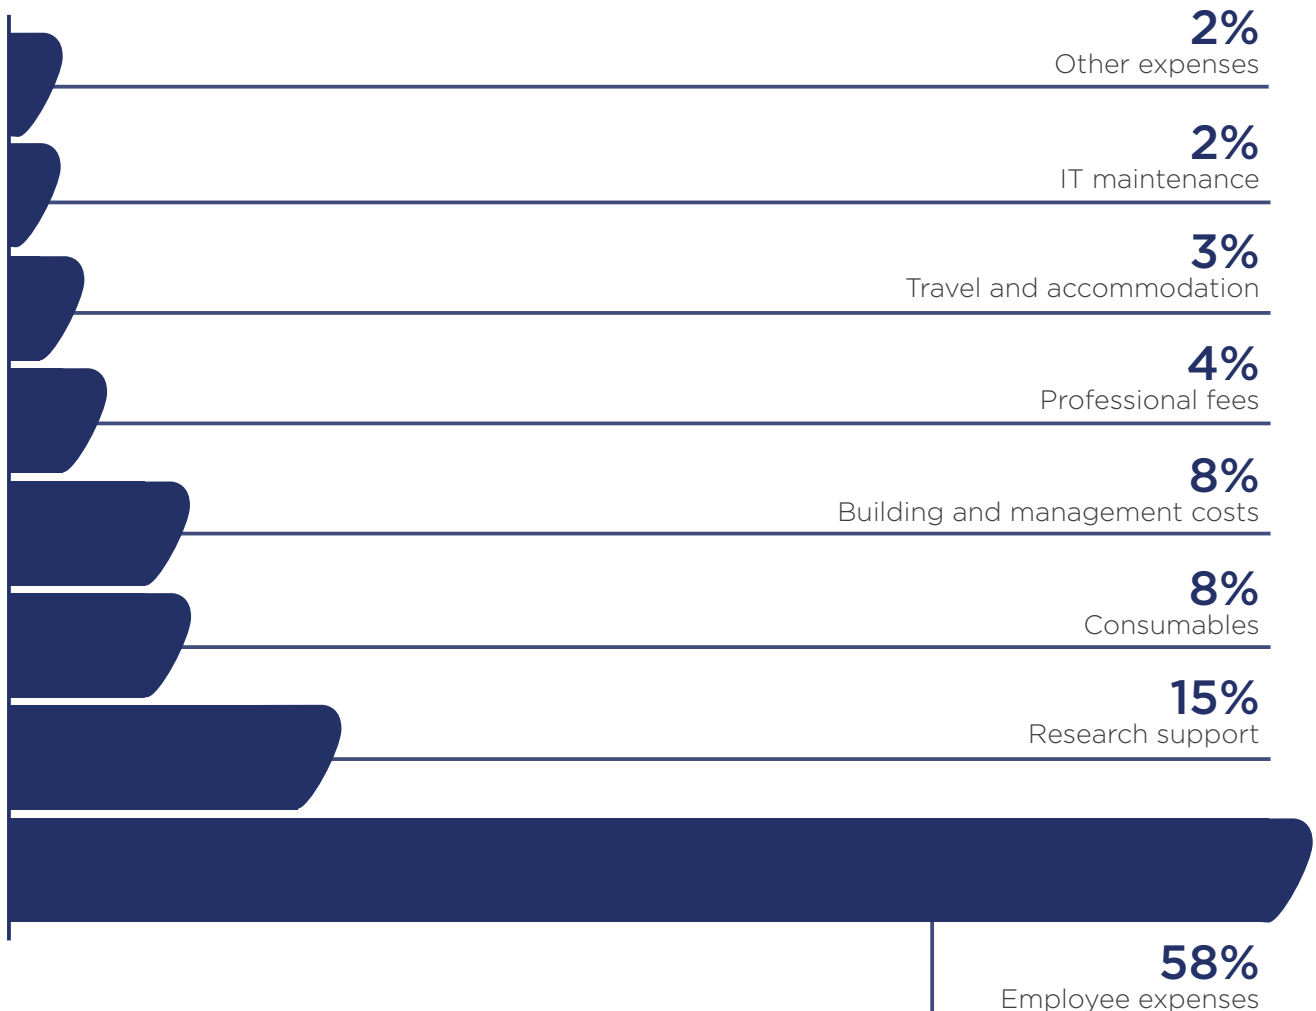 2%
Other expenses
2%
IT maintenance
3%
Travel and accommodation
4%
Professional fees
8%
Building and management costs
8%
Consumables
15%
Research support
58%
Employee expenses